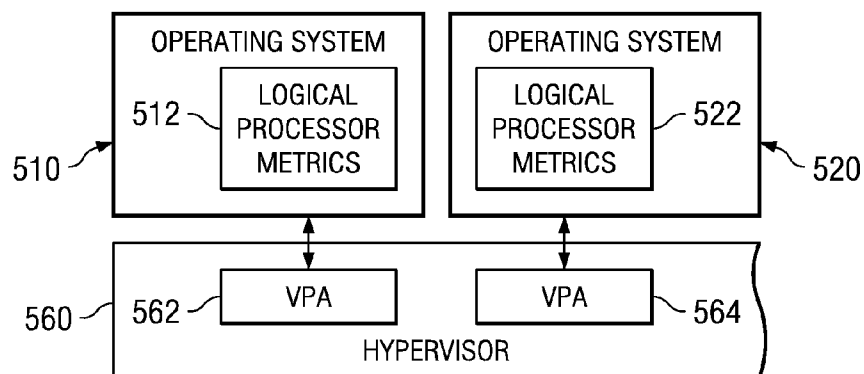 OPERATING SYSTEM
OPERATING SYSTEM
512
LOGICAL
PROCESSOR
METRICS
LOGICAL
PROCESSOR
METRICS
522
510
520
560
562
VPA
VPA
564
HYPERVISOR